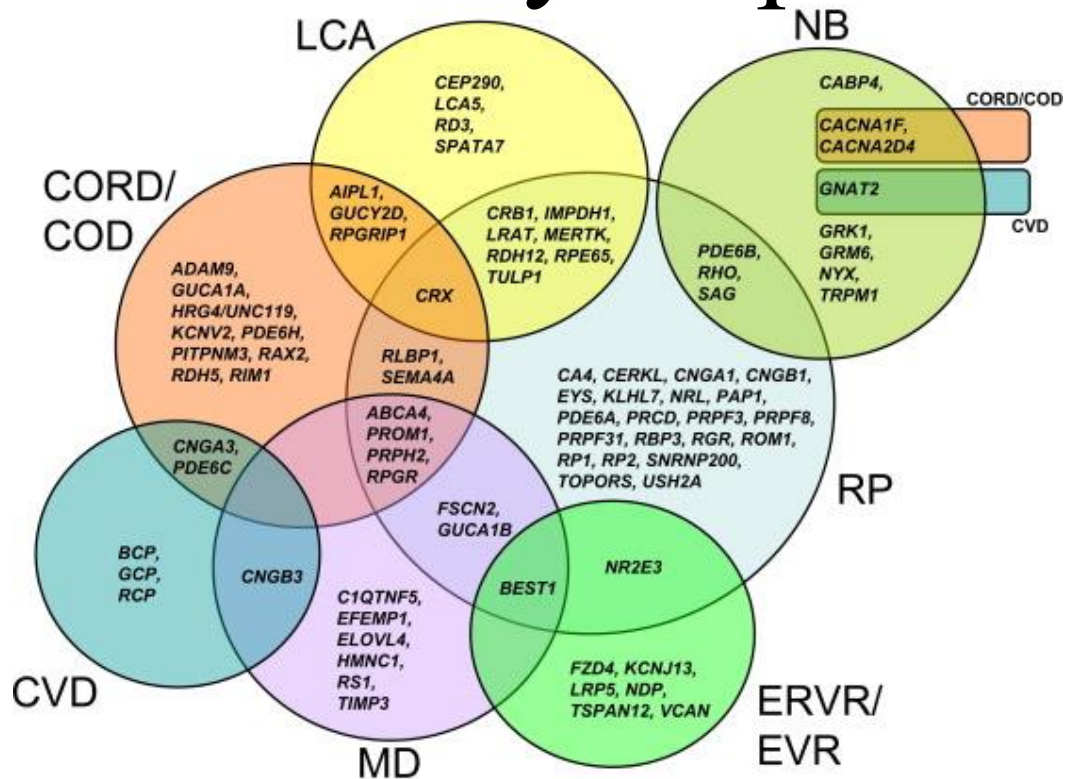 LCA
NB
CEP290,
LCA5,
RD3,
SPATA7
CABP4,
CORD/COD
CACNA1F,
CACNA2D4
GNAT2
CVD
GRK1,
GRM6,
NYX,
TRPM1
CORD/
COD
AIPL1,
GUCY2D,
RPGRIP1
CRB1, IMPDH1,
LRAT, MERTK,
RDH12, RPE65,
TULP1
PDE6B,
RHO,
SAG
ADAM9,
GUCA1A,
HRG4/UNC119,
KCNV2, PDE6H,
PITPNM3, RAX2,
RDH5, RIM1
CRX
RLBP1,
SEMA4A
CA4, CERKL, CNGA1, CNGB1,
EYS, KLHL7, NRL, PAP1,
PDE6A, PRCD, PRPF3, PRPF8,
PRPF31, RBP3, RGR, ROM1,
RP1, RP2, SNRNP200,
TOPORS, USH2A
RP
ABCA4,
PROM1,
PRPH2,
RPGR
CNGA3,
PDE6C
FSCN2,
GUCA1B
BCP,
GCP,
RCP
CNGB3
BEST1
NR2E3
C1QTNF5,
EFEMP1,
ELOVL4,
HMNC1,
RS1,
TIMP3
FZD4, KCNJ13,
LRP5, NDP,
TSPAN12, VCAN
CVD
MD
ERVR/
EVR